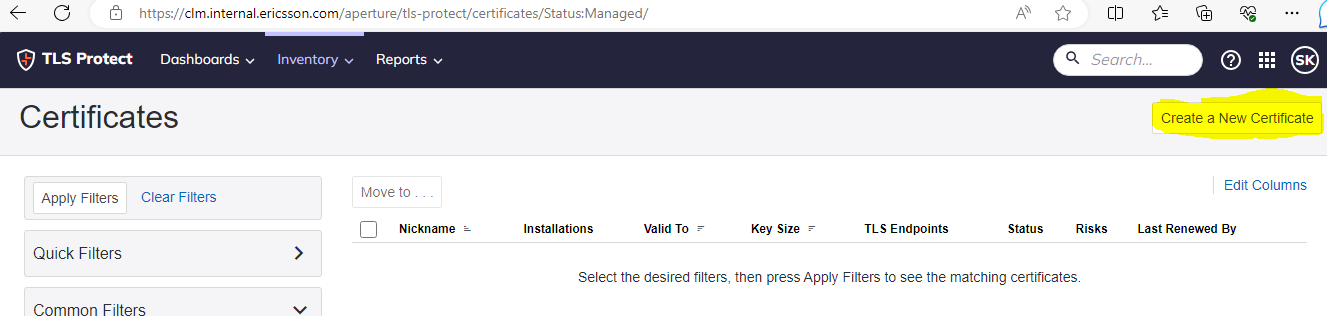 https://clm.internal.ericsson.com/aperture/tls-protect/certificates/Status:Managed/
TLS Protect Dashboards Inventory Reports Search... SK
Certificates
Create a New Certificate
Apply Filters Clear Filters
Move to . . .
Edit Columns
Nickname Installations Valid To Key Size TLS Endpoints Status Risks Last Renewed By
Quick Filters
Select the desired filters, then press Apply Filters to see the matching certificates.
Common Filters